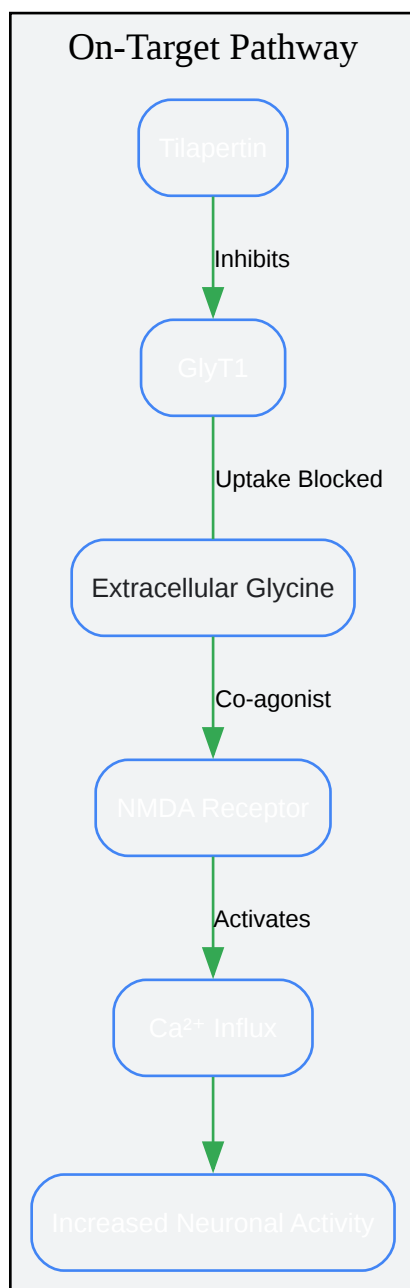 On-Target Pathway
Tilapertin
Inhibits
GlyT1
Uptake Blocked
Extracellular Glycine
Co-agonist
NMDA Receptor
Activates
Ca²⁺ Influx
Increased Neuronal Activity